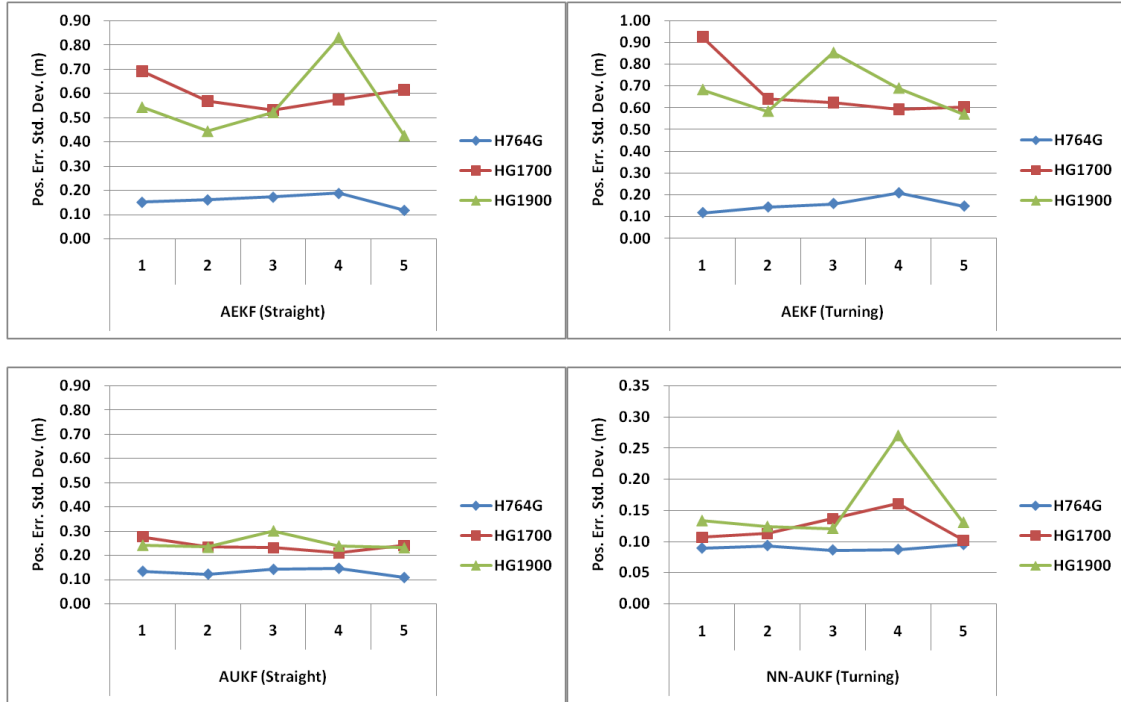 Pos. Err. Std. Dev. (m)
0.90
0.80
0.70
0.60
0.50
0.40
0.30
0.20
0.10
0.00
1 2 3 4 5
AEKF (Straight)
H764G
HG1700
HG1900
Pos. Err. Std. Dev. (m)
1.00
0.90
0.80
0.70
0.60
0.50
0.40
0.30
0.20
0.10
0.00
1 2 3 4 5
AEKF (Turning)
H764G
HG1700
HG1900
Pos. Err. Std. Dev. (m)
0.90
0.80
0.70
0.60
0.50
0.40
0.30
0.20
0.10
0.00
1 2 3 4 5
AUKF (Straight)
H764G
HG1700
HG1900
Pos. Err. Std. Dev. (m)
0.35
0.30
0.25
0.20
0.15
0.10
0.05
0.00
1 2 3 4 5
NN-AUKF (Turning)
H764G
HG1700
HG1900